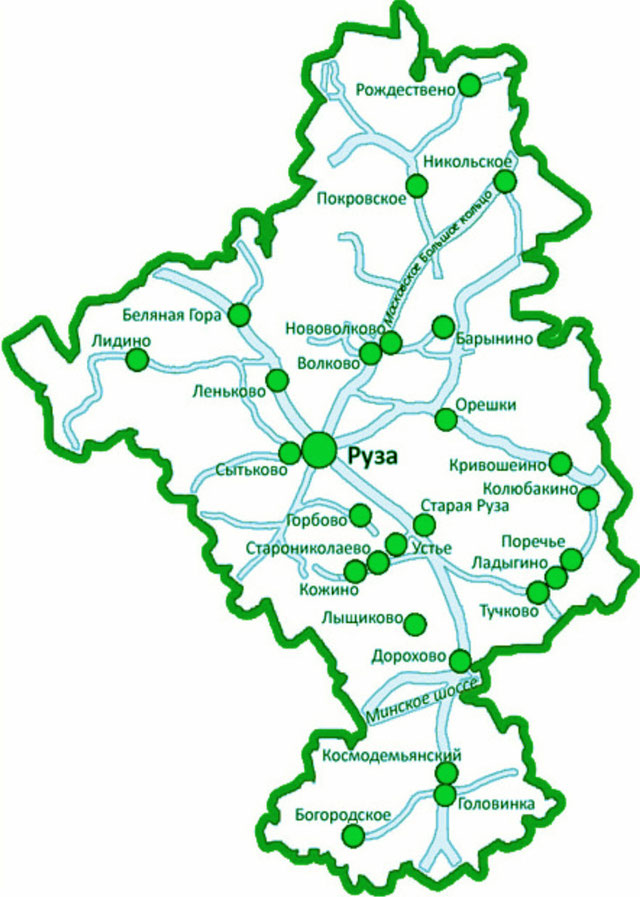 Рождествено
Никольское
Покровское
Московское Большое кольцо
Беляная Гора
Нововолково
Барынино
Лидино
Волково
Леньково
Орешки
Руза
Сытьково
Кривошеино
Колюбакино
Старая Руза
Горбово
Поречье
Старониколаево
Устье
Ладыгино
Кожино
Тучково
Лыщиково
Дорохово
Минское шоссе
Космодемьянский
Головинка
Богородское